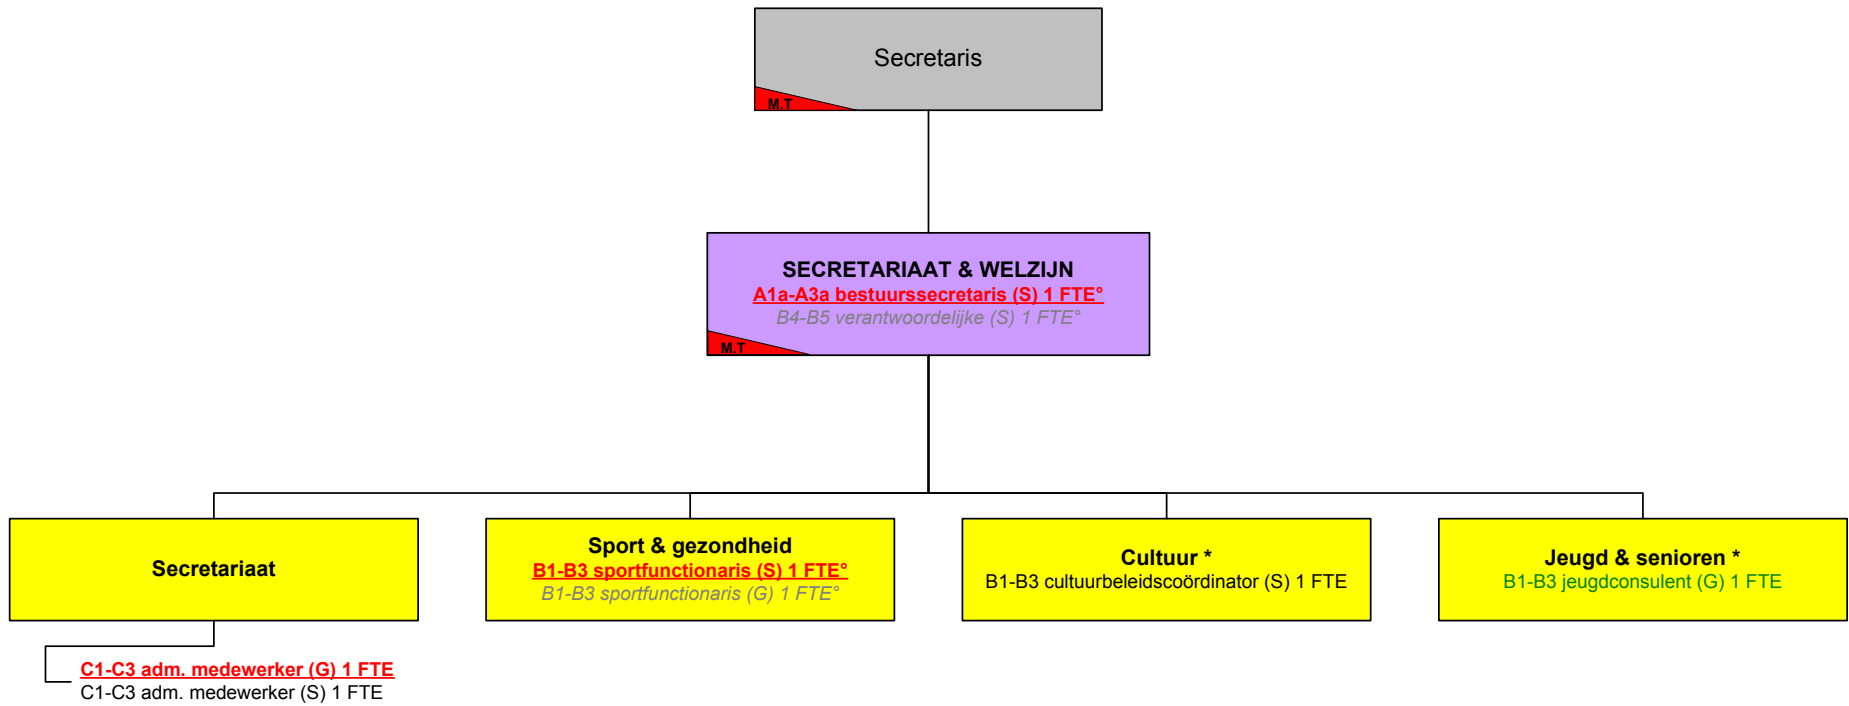 Secretaris
M.T
SECRETARIAAT & WELZIJN
A1a-A3a bestuurssecretaris (S) 1 FTE°
B4-B5 verantwoordelijke (S) 1 FTE°
M.T
Secretariaat
Sport & gezondheid
B1-B3 sportfunctionaris (S) 1 FTE°
B1-B3 sportfunctionaris (G) 1 FTE°
Cultuur *
B1-B3 cultuurbeleidscoördinator (S) 1 FTE
Jeugd & senioren *
B1-B3 jeugdconsulent (G) 1 FTE
C1-C3 adm. medewerker (G) 1 FTE
C1-C3 adm. medewerker (S) 1 FTE